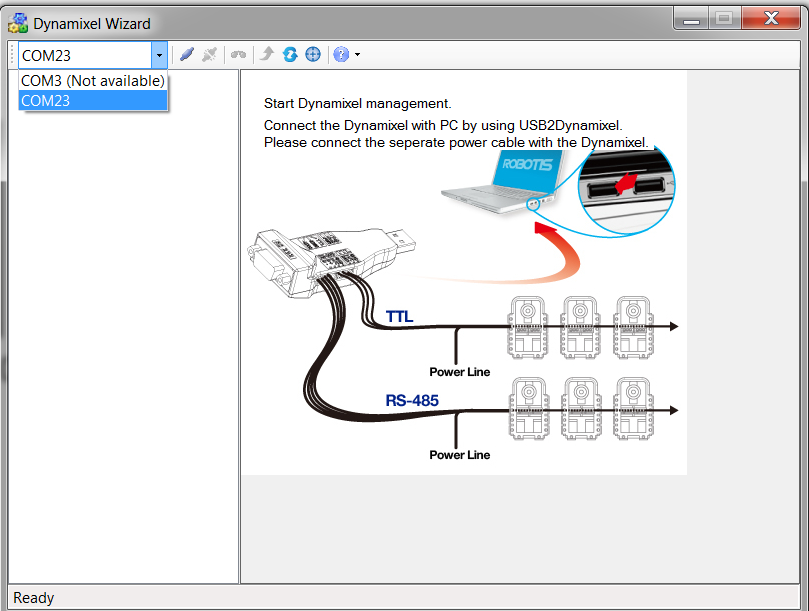 Dynamixel Wizard
COM23
COM3 (Not available)
COM23
Start Dynamixel management.
Connect the Dynamixel with PC by using USB2Dynamixel.
Please connect the seperate power cable with the Dynamixel.
ROBOTIS
TTL
Power Line
RS-485
Power Line
Ready